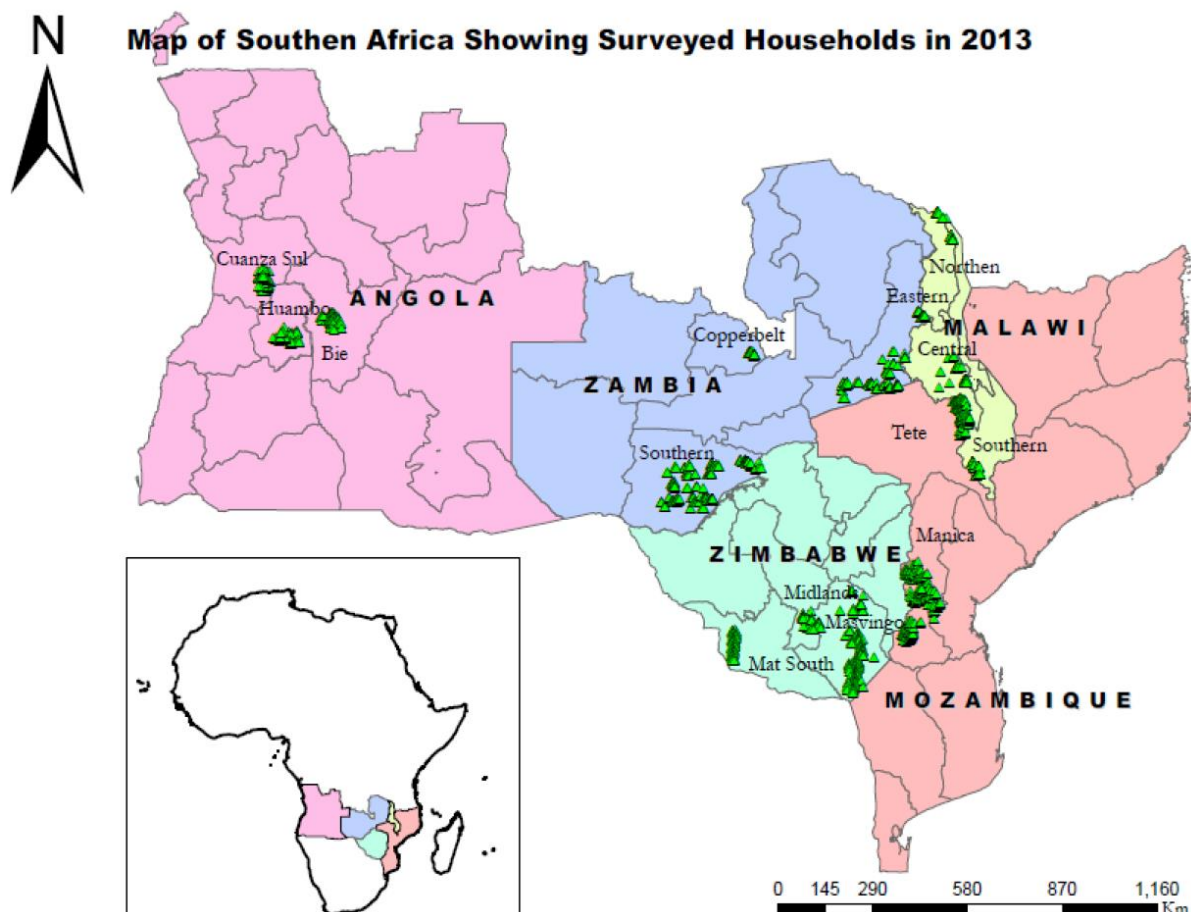 N
Map of Southen Africa Showing Surveyed Households in 2013
Cuanza Sul
Huambo
ANGOLA
Bie
Northen
Eastern
MALAWI
Copperbelt
Central
ZAMBIA
Tete
Southern
Southern
Manica
ZIMBABWE
Midlands
Masvingo
Mat South
MOZAMBIQUE
0 145 290 580 870 1,160
Km